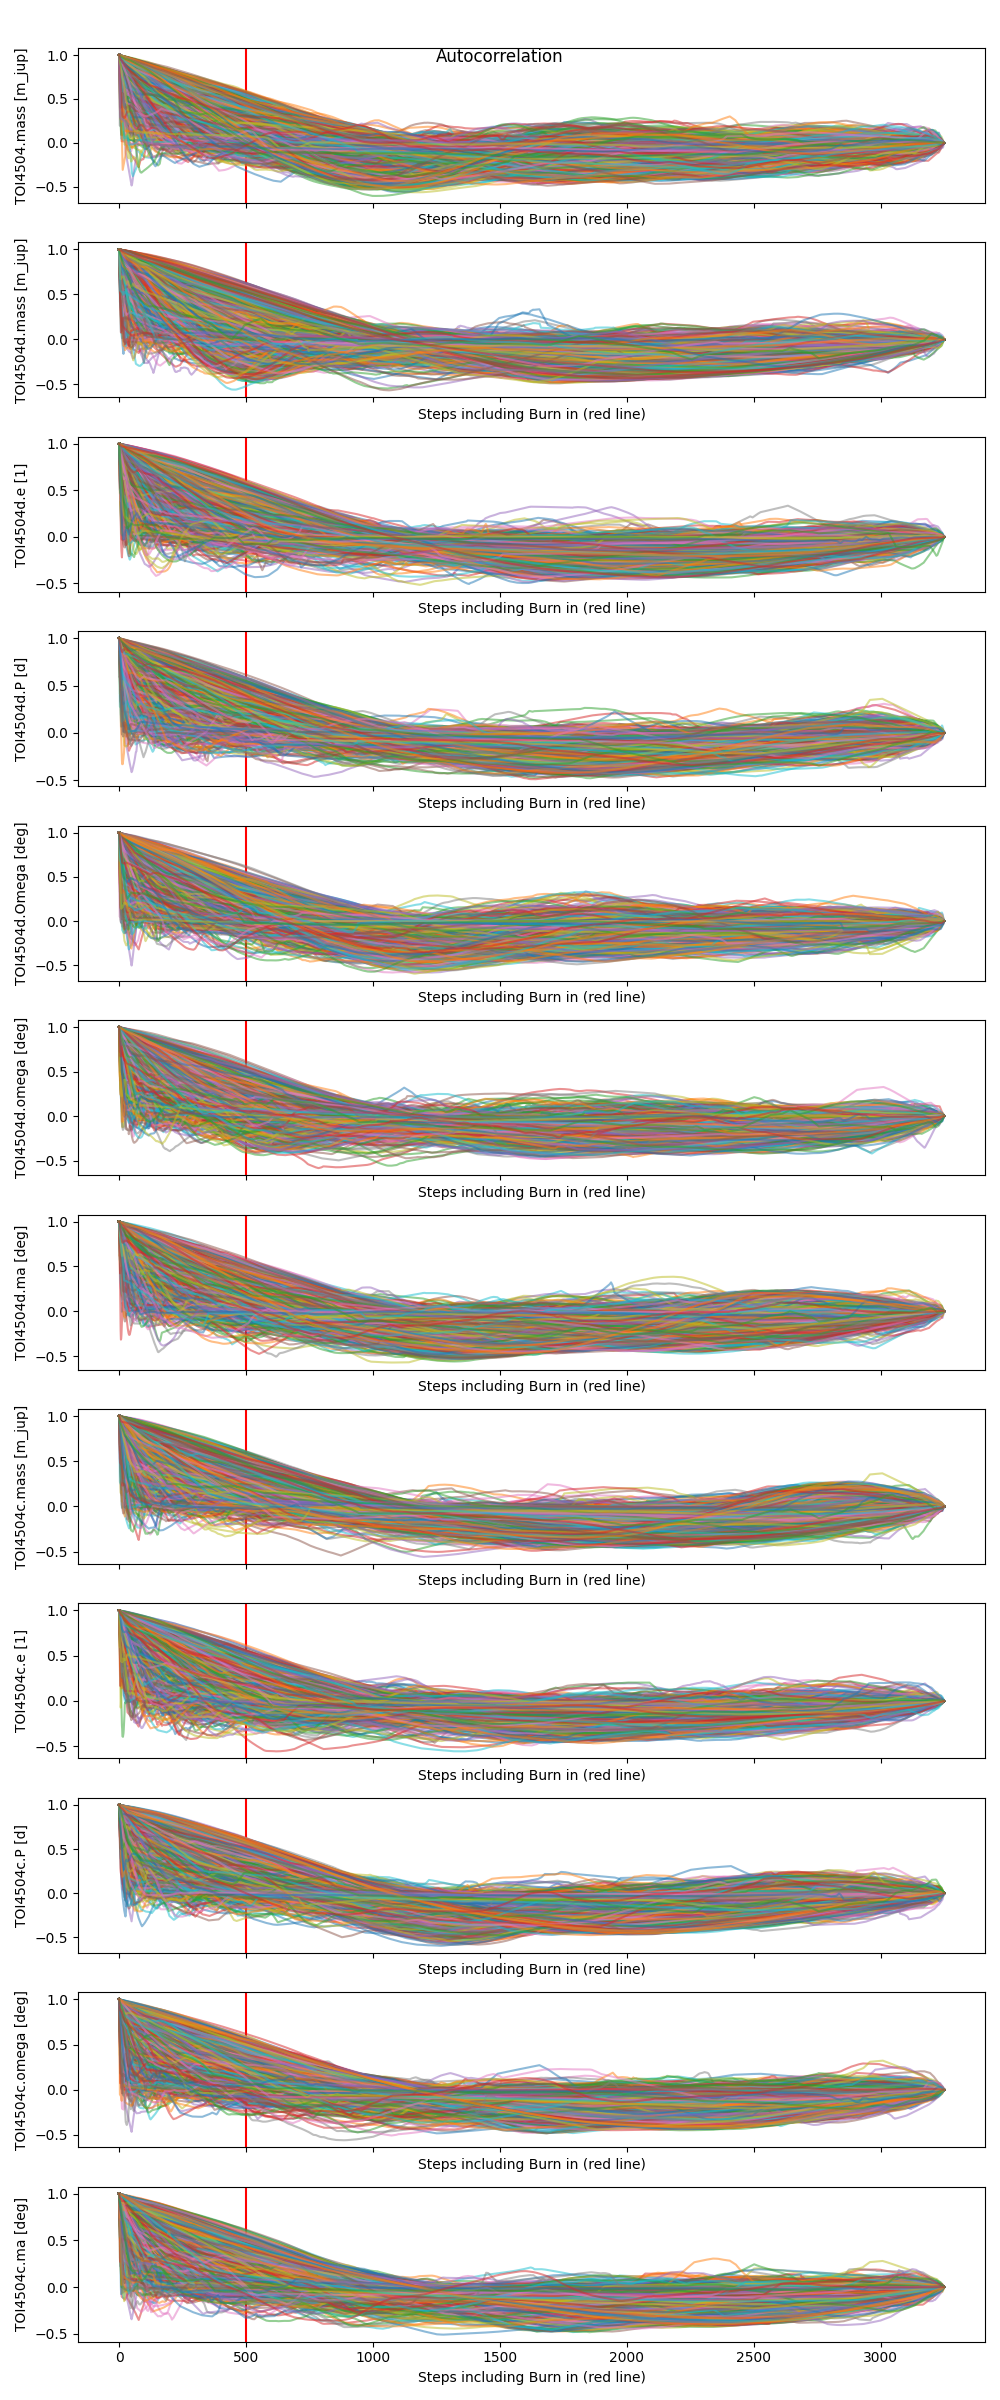 Autocorrelation
TOI4504.mass [m_jup]
1.0
0.5
0.0
−0.5
Steps including Burn in (red line)
TOI4504d.mass [m_jup]
1.0
0.5
0.0
−0.5
Steps including Burn in (red line)
TOI4504d.e [1]
1.0
0.5
0.0
−0.5
Steps including Burn in (red line)
TOI4504d.P [d]
1.0
0.5
0.0
−0.5
Steps including Burn in (red line)
TOI4504d.Omega [deg]
1.0
0.5
0.0
−0.5
Steps including Burn in (red line)
TOI4504d.omega [deg]
1.0
0.5
0.0
−0.5
Steps including Burn in (red line)
TOI4504d.ma [deg]
1.0
0.5
0.0
−0.5
Steps including Burn in (red line)
TOI4504c.mass [m_jup]
1.0
0.5
0.0
−0.5
Steps including Burn in (red line)
TOI4504c.e [1]
1.0
0.5
0.0
−0.5
Steps including Burn in (red line)
TOI4504c.P [d]
1.0
0.5
0.0
−0.5
Steps including Burn in (red line)
TOI4504c.omega [deg]
1.0
0.5
0.0
−0.5
Steps including Burn in (red line)
TOI4504c.ma [deg]
1.0
0.5
0.0
−0.5
0 500 1000 1500 2000 2500 3000
Steps including Burn in (red line)